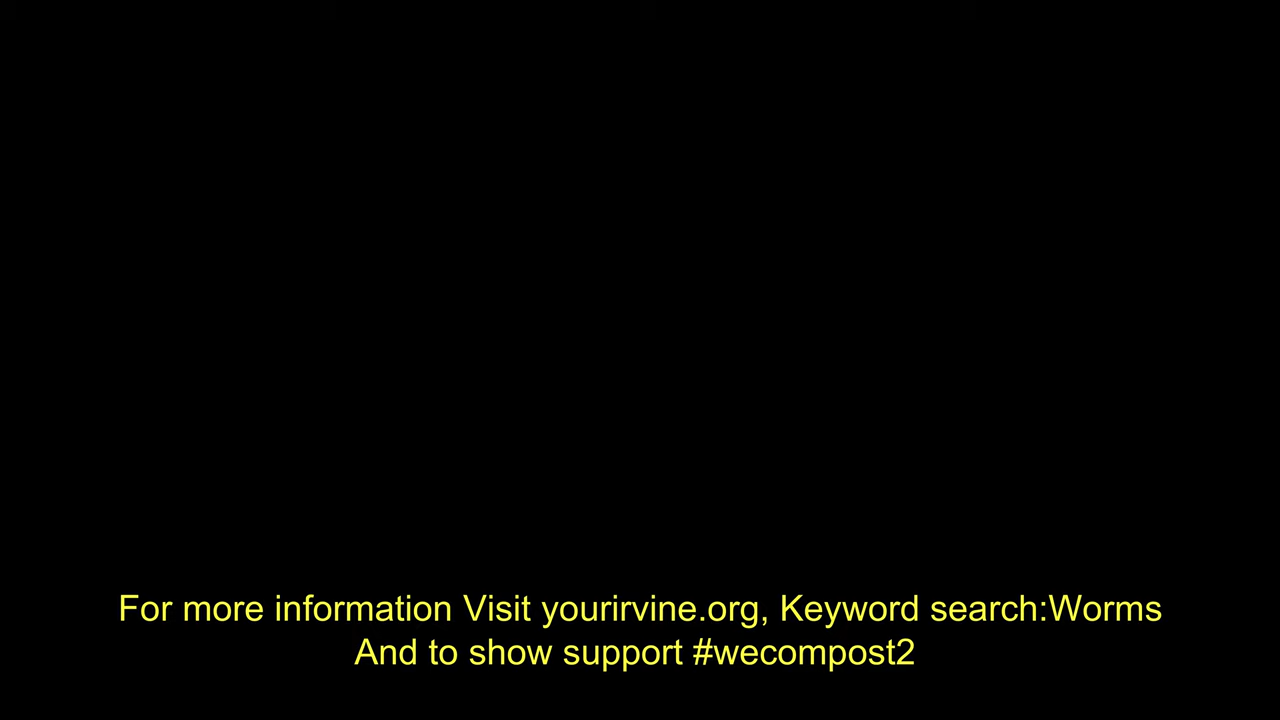 For more information Visit yourirvine.org, Keyword search:Worms
And to show support #wecompost2